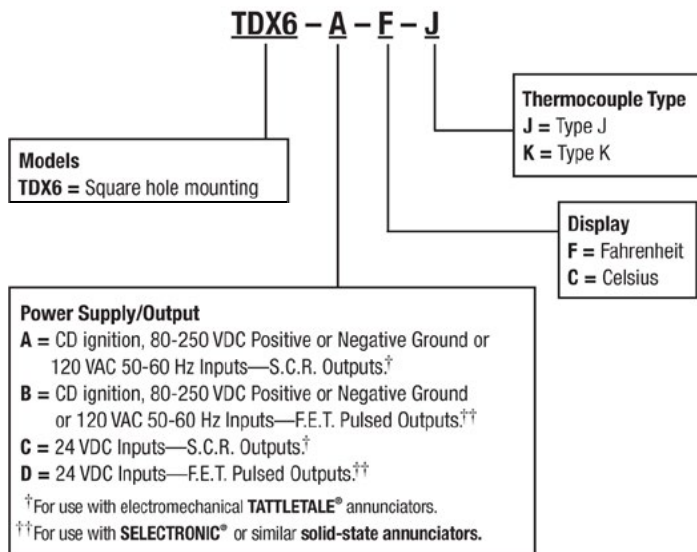 TDX6 – A – F – J
Thermocouple Type
J = Type J
K = Type K
Models
TDX6 = Square hole mounting
Display
F = Fahrenheit
C = Celsius
Power Supply/Output
A = CD ignition, 80-250 VDC Positive or Negative Ground or
120 VAC 50-60 Hz Inputs—S.C.R. Outputs.†
B = CD ignition, 80-250 VDC Positive or Negative Ground
or 120 VAC 50-60 Hz Inputs—F.E.T. Pulsed Outputs.††
C = 24 VDC Inputs—S.C.R. Outputs.†
D = 24 VDC Inputs—F.E.T. Pulsed Outputs.††
†For use with electromechanical TATTLETALE® annunciators.
††For use with SELECTRONIC® or similar solid-state annunciators.